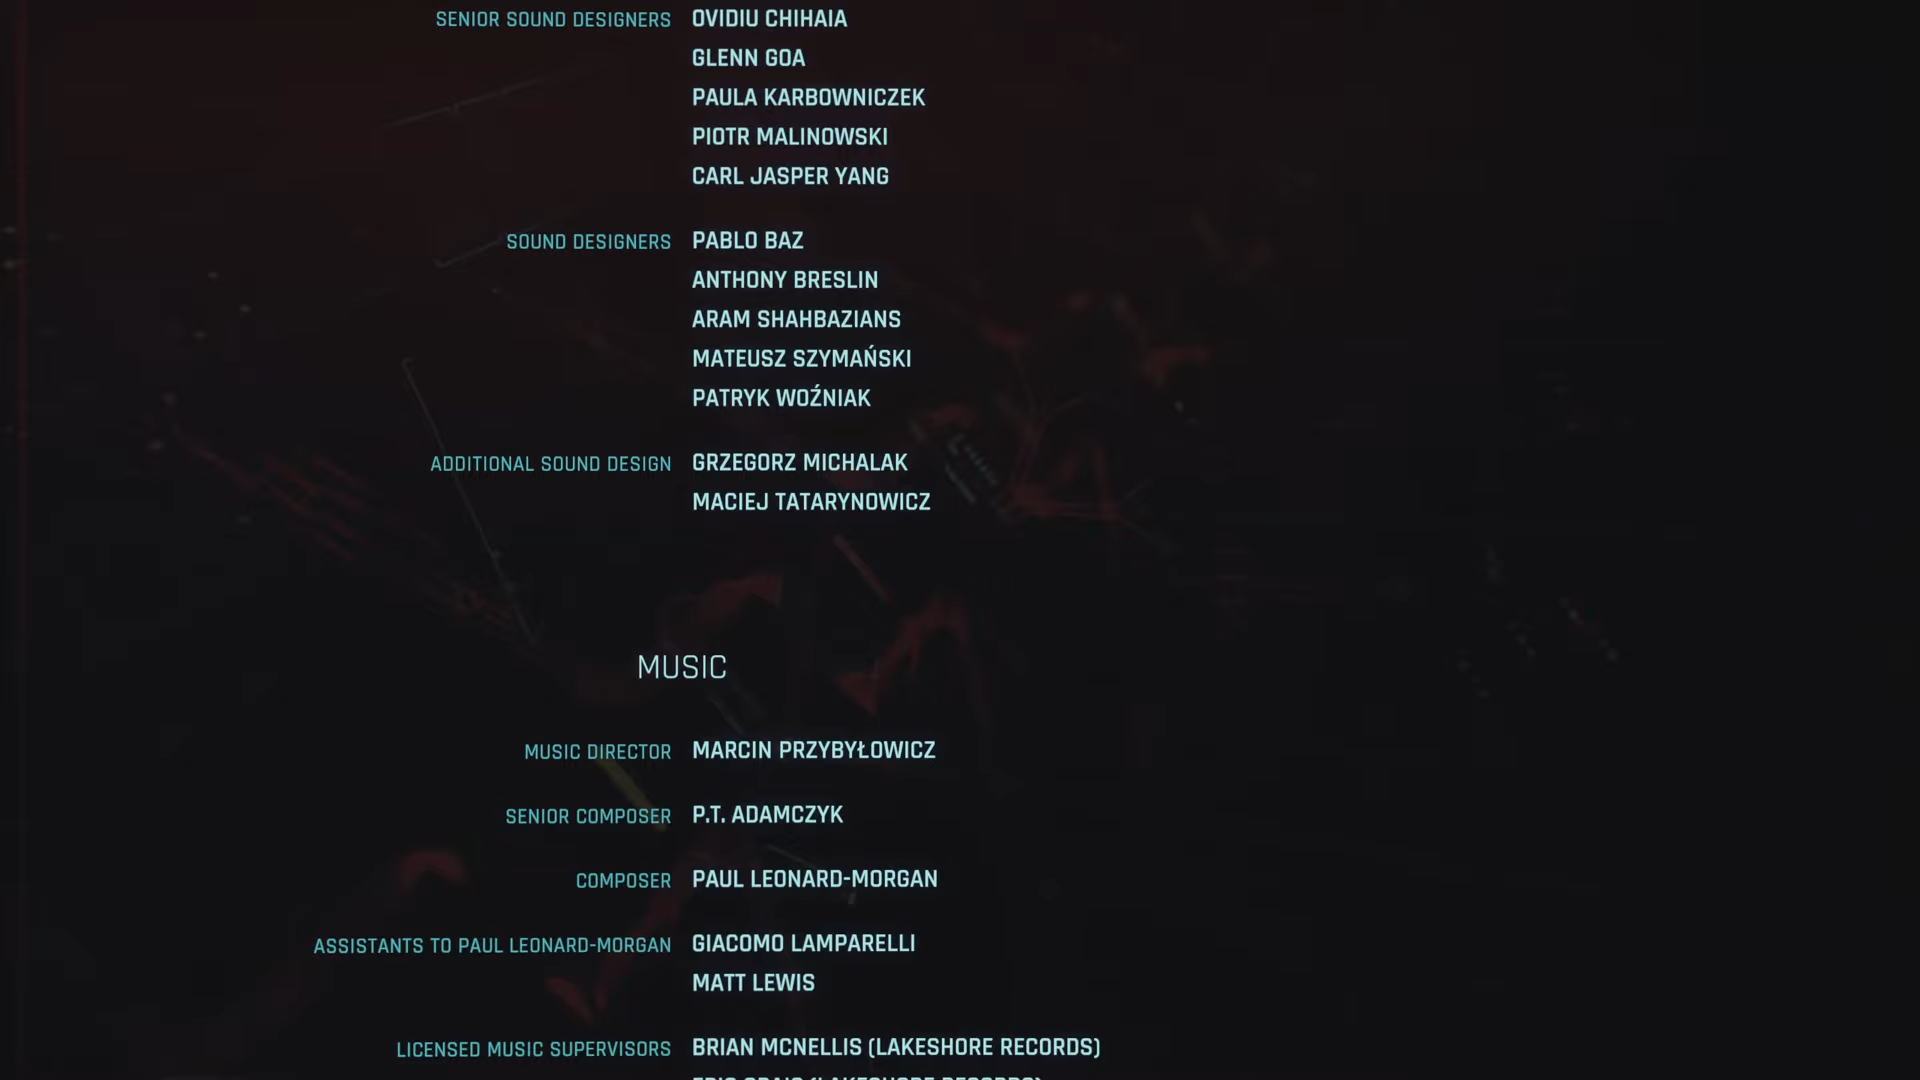 SENIOR SOUND DESIGNERS OVIDIU CHIHAIA
GLENN GOA
PAULA KARBOWNICZEK
PIOTR MALINOWSKI
CARL JASPER YANG
SOUND DESIGNERS PABLO BAZ
ANTHONY BRESLIN
ARAM SHAHBAZIANS
MATEUSZ SZYMAŃSKI
PATRYK WOŹNIAK
ADDITIONAL SOUND DESIGN GRZEGORZ MICHALAK
MACIEJ TATARYNOWICZ
MUSIC
MUSIC DIRECTOR MARCIN PRZYBYŁOWICZ
SENIOR COMPOSER P.T. ADAMCZYK
COMPOSER PAUL LEONARD-MORGAN
ASSISTANTS TO PAUL LEONARD-MORGAN GIACOMO LAMPARELLI
MATT LEWIS
LICENSED MUSIC SUPERVISORS BRIAN MCNELLIS (LAKESHORE RECORDS)